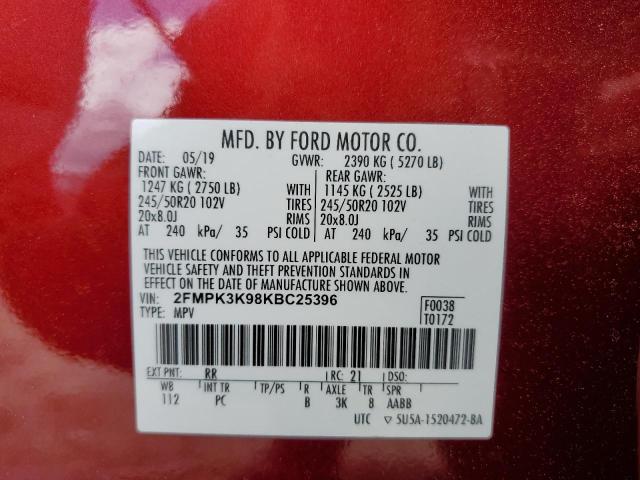 MFD. BY FORD MOTOR CO.
DATE: 05/19 GVWR: 2390 KG ( 5270 LB)
FRONT GAWR: REAR GAWR:
1247 KG ( 2750 LB) WITH 1145 KG ( 2525 LB) WITH
245/50R20 102V TIRES 245/50R20 102V TIRES
20x8.0J RIMS 20x8.0J RIMS
AT 240 kPa/ 35 PSI COLD AT 240 kPa/ 35 PSI COLD
THIS VEHICLE CONFORMS TO ALL APPLICABLE FEDERAL MOTOR
VEHICLE SAFETY AND THEFT PREVENTION STANDARDS IN
EFFECT ON THE DATE OF MANUFACTURE SHOWN ABOVE.
VIN: 2FMPK3K98KBC25396 F0038
TYPE: MPV T0172
EXT PNT: RR RC: 21 DSO:
WB INT TR TP/PS R AXLE TR SPR
112 PC B 3K 8 AABB
UTC ▽ 5U5A-1520472-BA